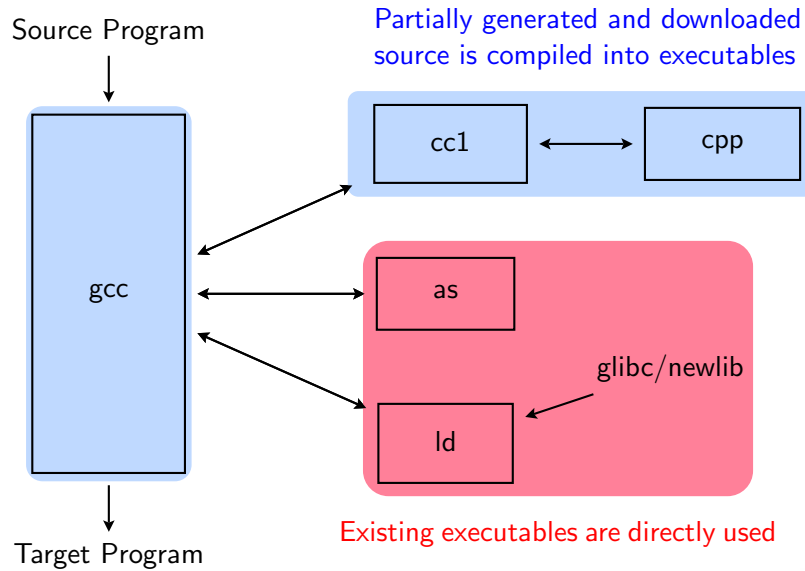 Source Program
Partially generated and downloaded
source is compiled into executables
cc1
cpp
gcc
as
glibc/newlib
ld
Existing executables are directly used
Target Program